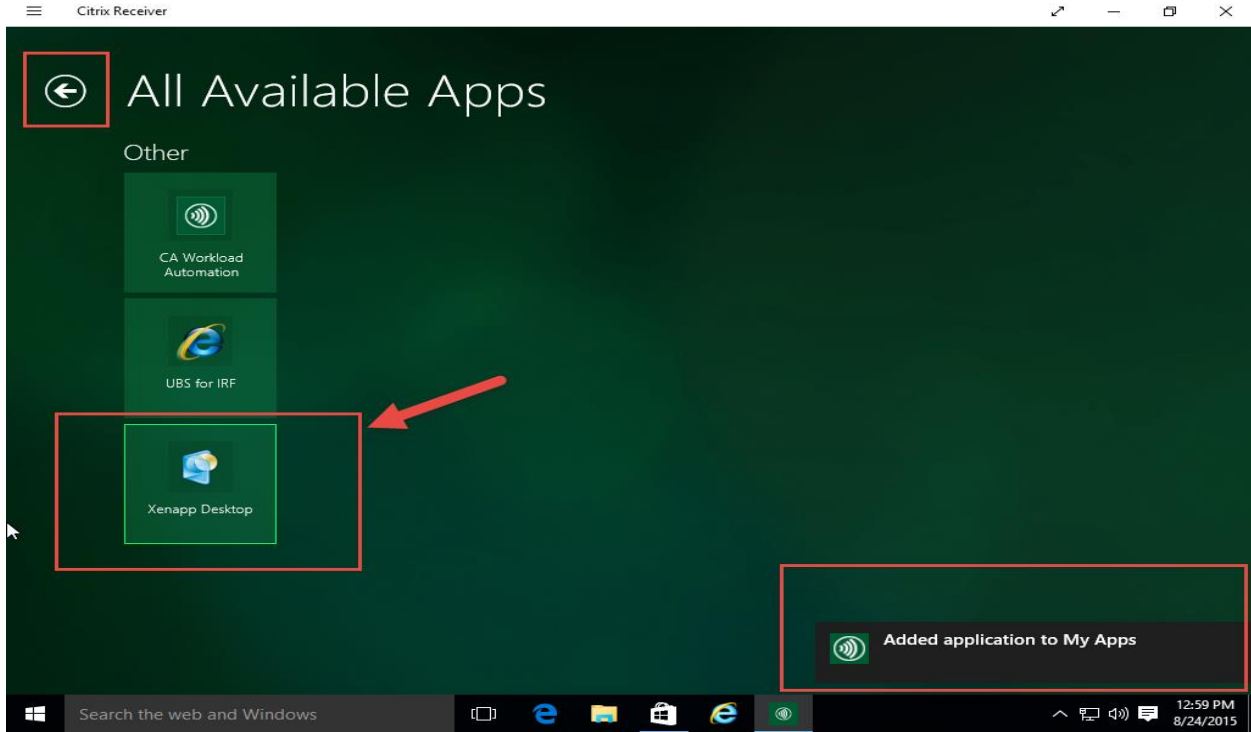 Citrix Receiver
All Available Apps
Other
CA Workload
Automation
UBS for IRF
Xenapp Desktop
Added application to My Apps
Search the web and Windows
12:59 PM
8/24/2015